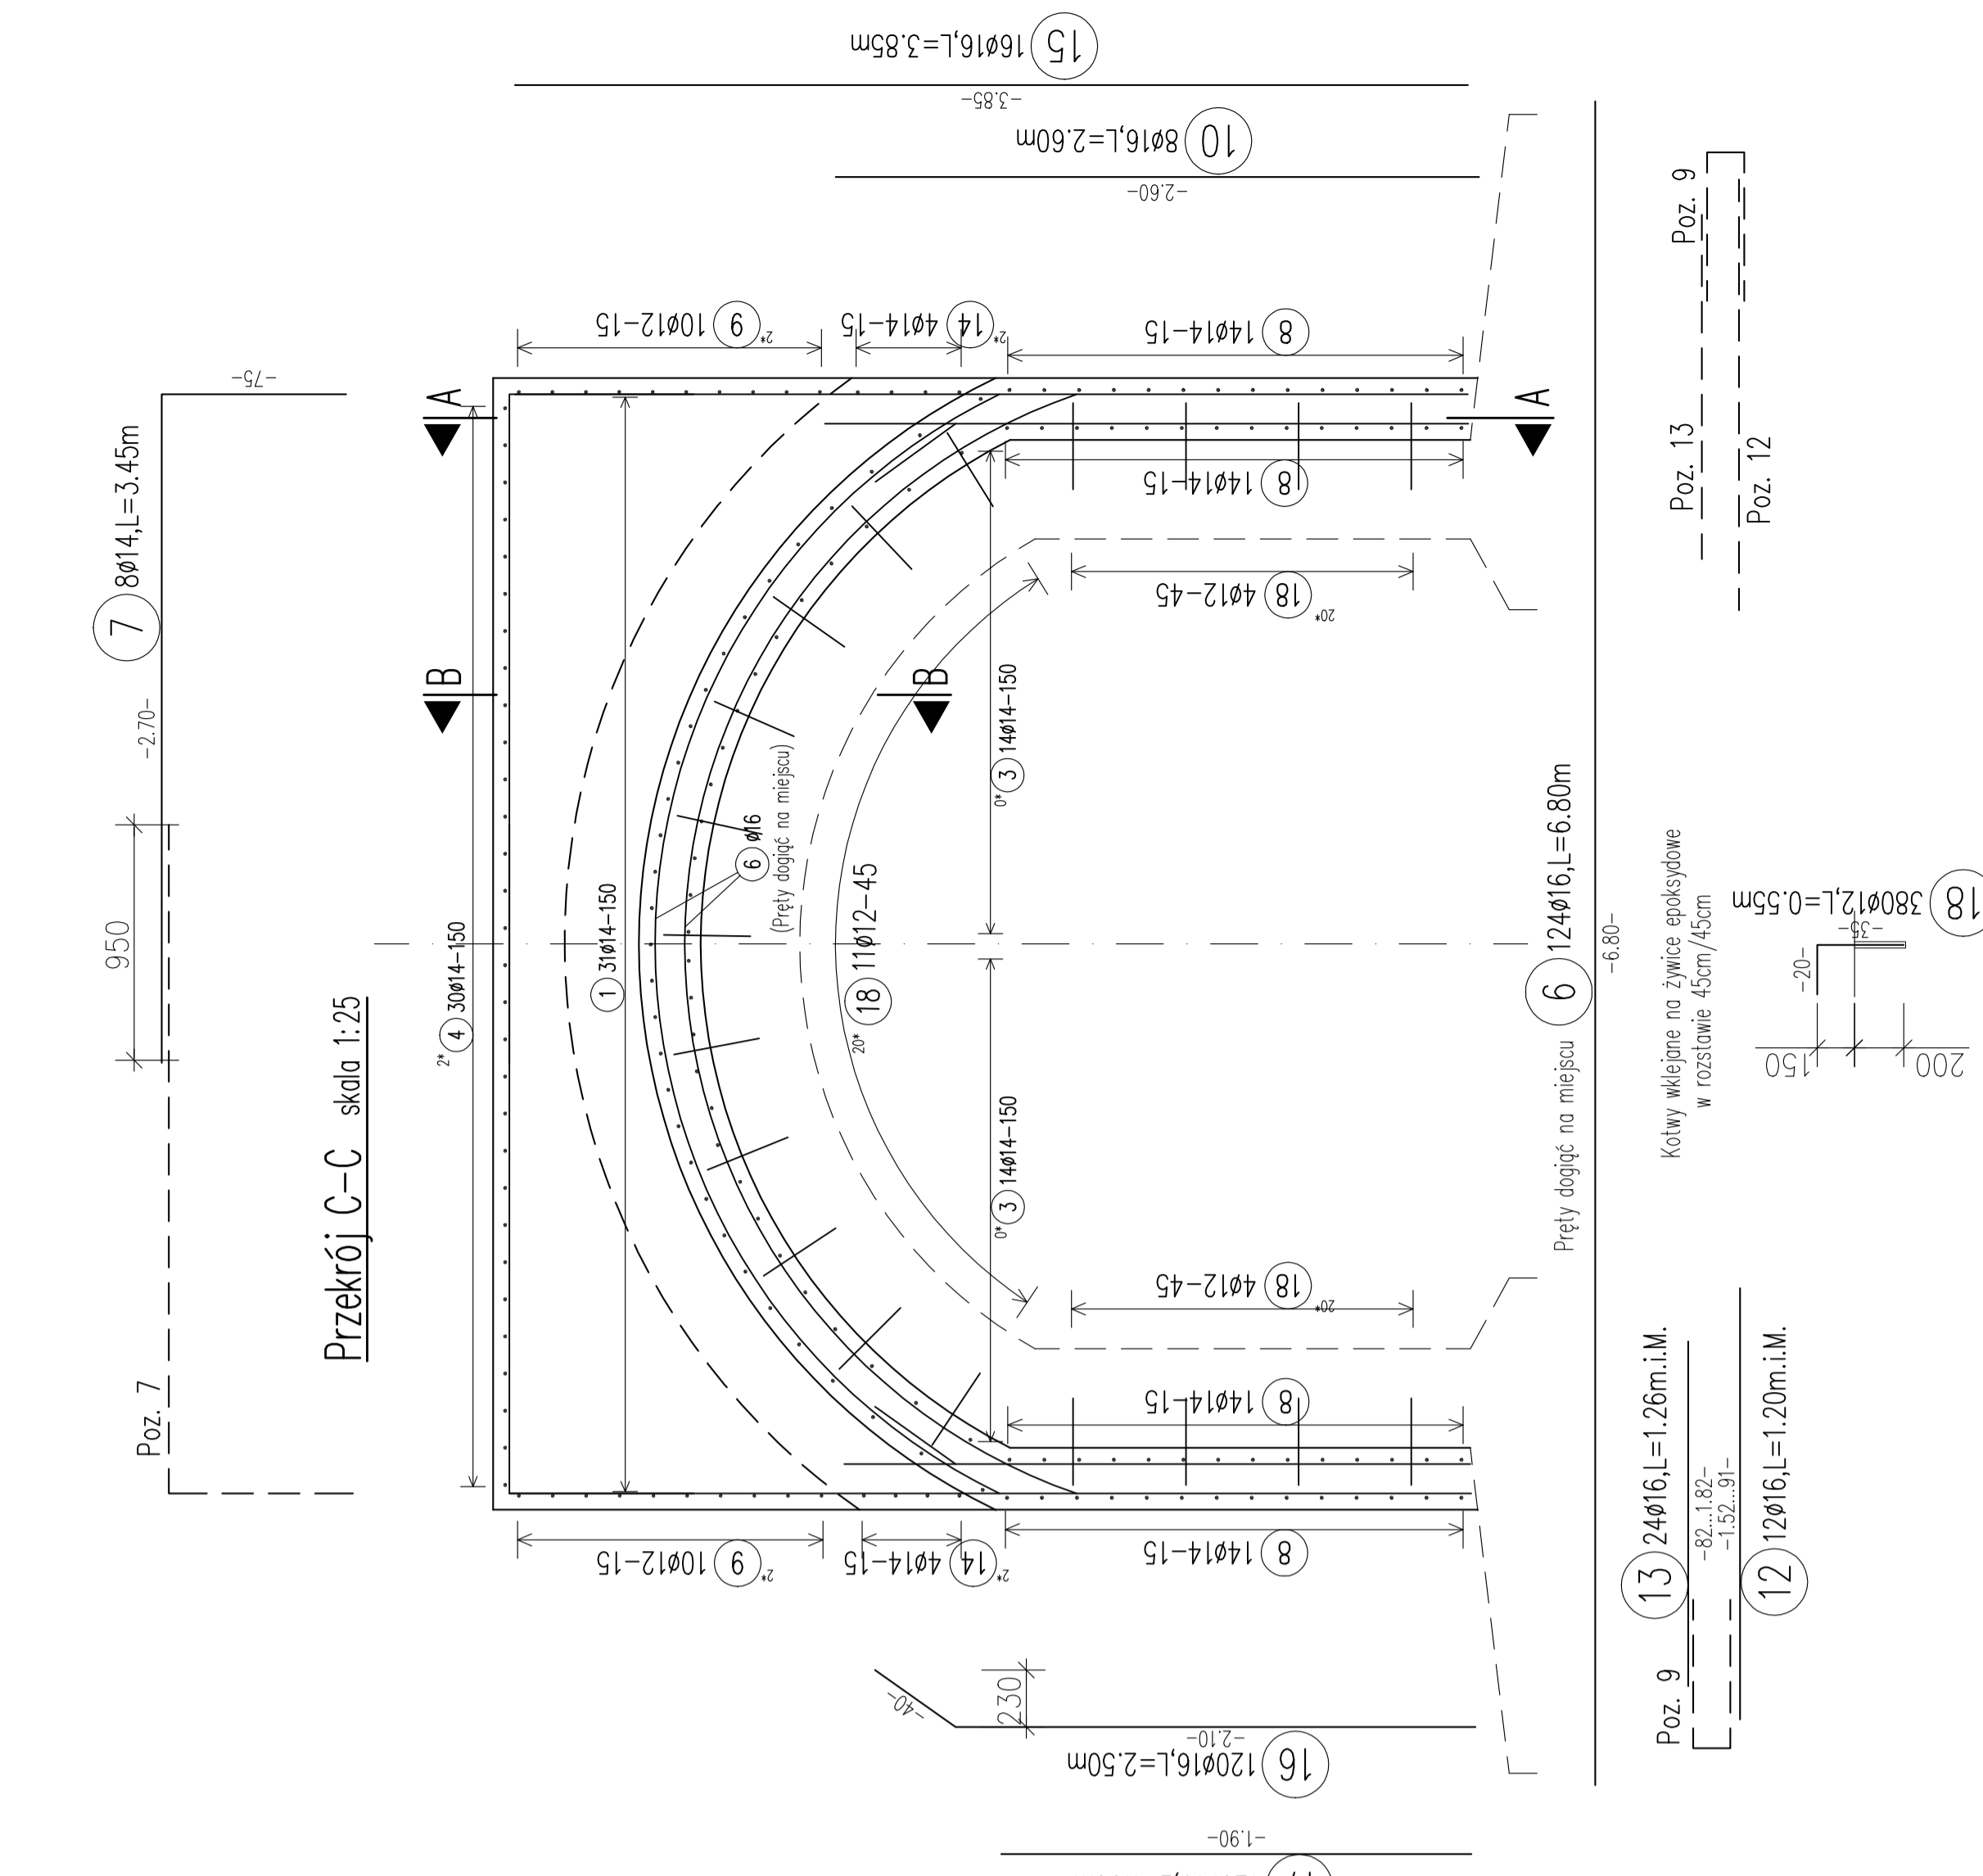 15 16ø16,L=3.85m
-3.85-
10 8ø16,L=2.60m
-2.60-
-75-
7 8ø14,L=3.45m
-2.70-
950
Poz. 7
Przekrój C-C skala 1:25
9 10ø12-15
2*
14 4ø14-15
2*
8 14ø14-15
A
A
8 14ø14-15
B
B
18 4ø12-45
20*
2* 4 30ø14-150
1 31ø14-150
6 ø16
(Pręty dogiąć na miejscu)
0* 3 14ø14-150
20* 18 11ø12-45
0* 3 14ø14-150
18 4ø12-45
20*
8 14ø14-15
9 10ø12-15
2*
14 4ø14-15
2*
8 14ø14-15
Pręty dogiąć na miejscu
6 124ø16,L=6.80m
-6.80-
Poz. 9
Poz. 13
Poz. 12
Kotwy wklejane na żywice epoksydowe
w rozstawie 45cm/45cm
18 380ø12,L=0.55m
-35-
-20-
150
200
13 24ø16,L=1.26m.i.M.
-82...1.82-
-1.52...91-
12 12ø16,L=1.20m.i.M.
Poz. 9
-40-
230
-2.10-
16 120ø16,L=2.50m
-1.90-